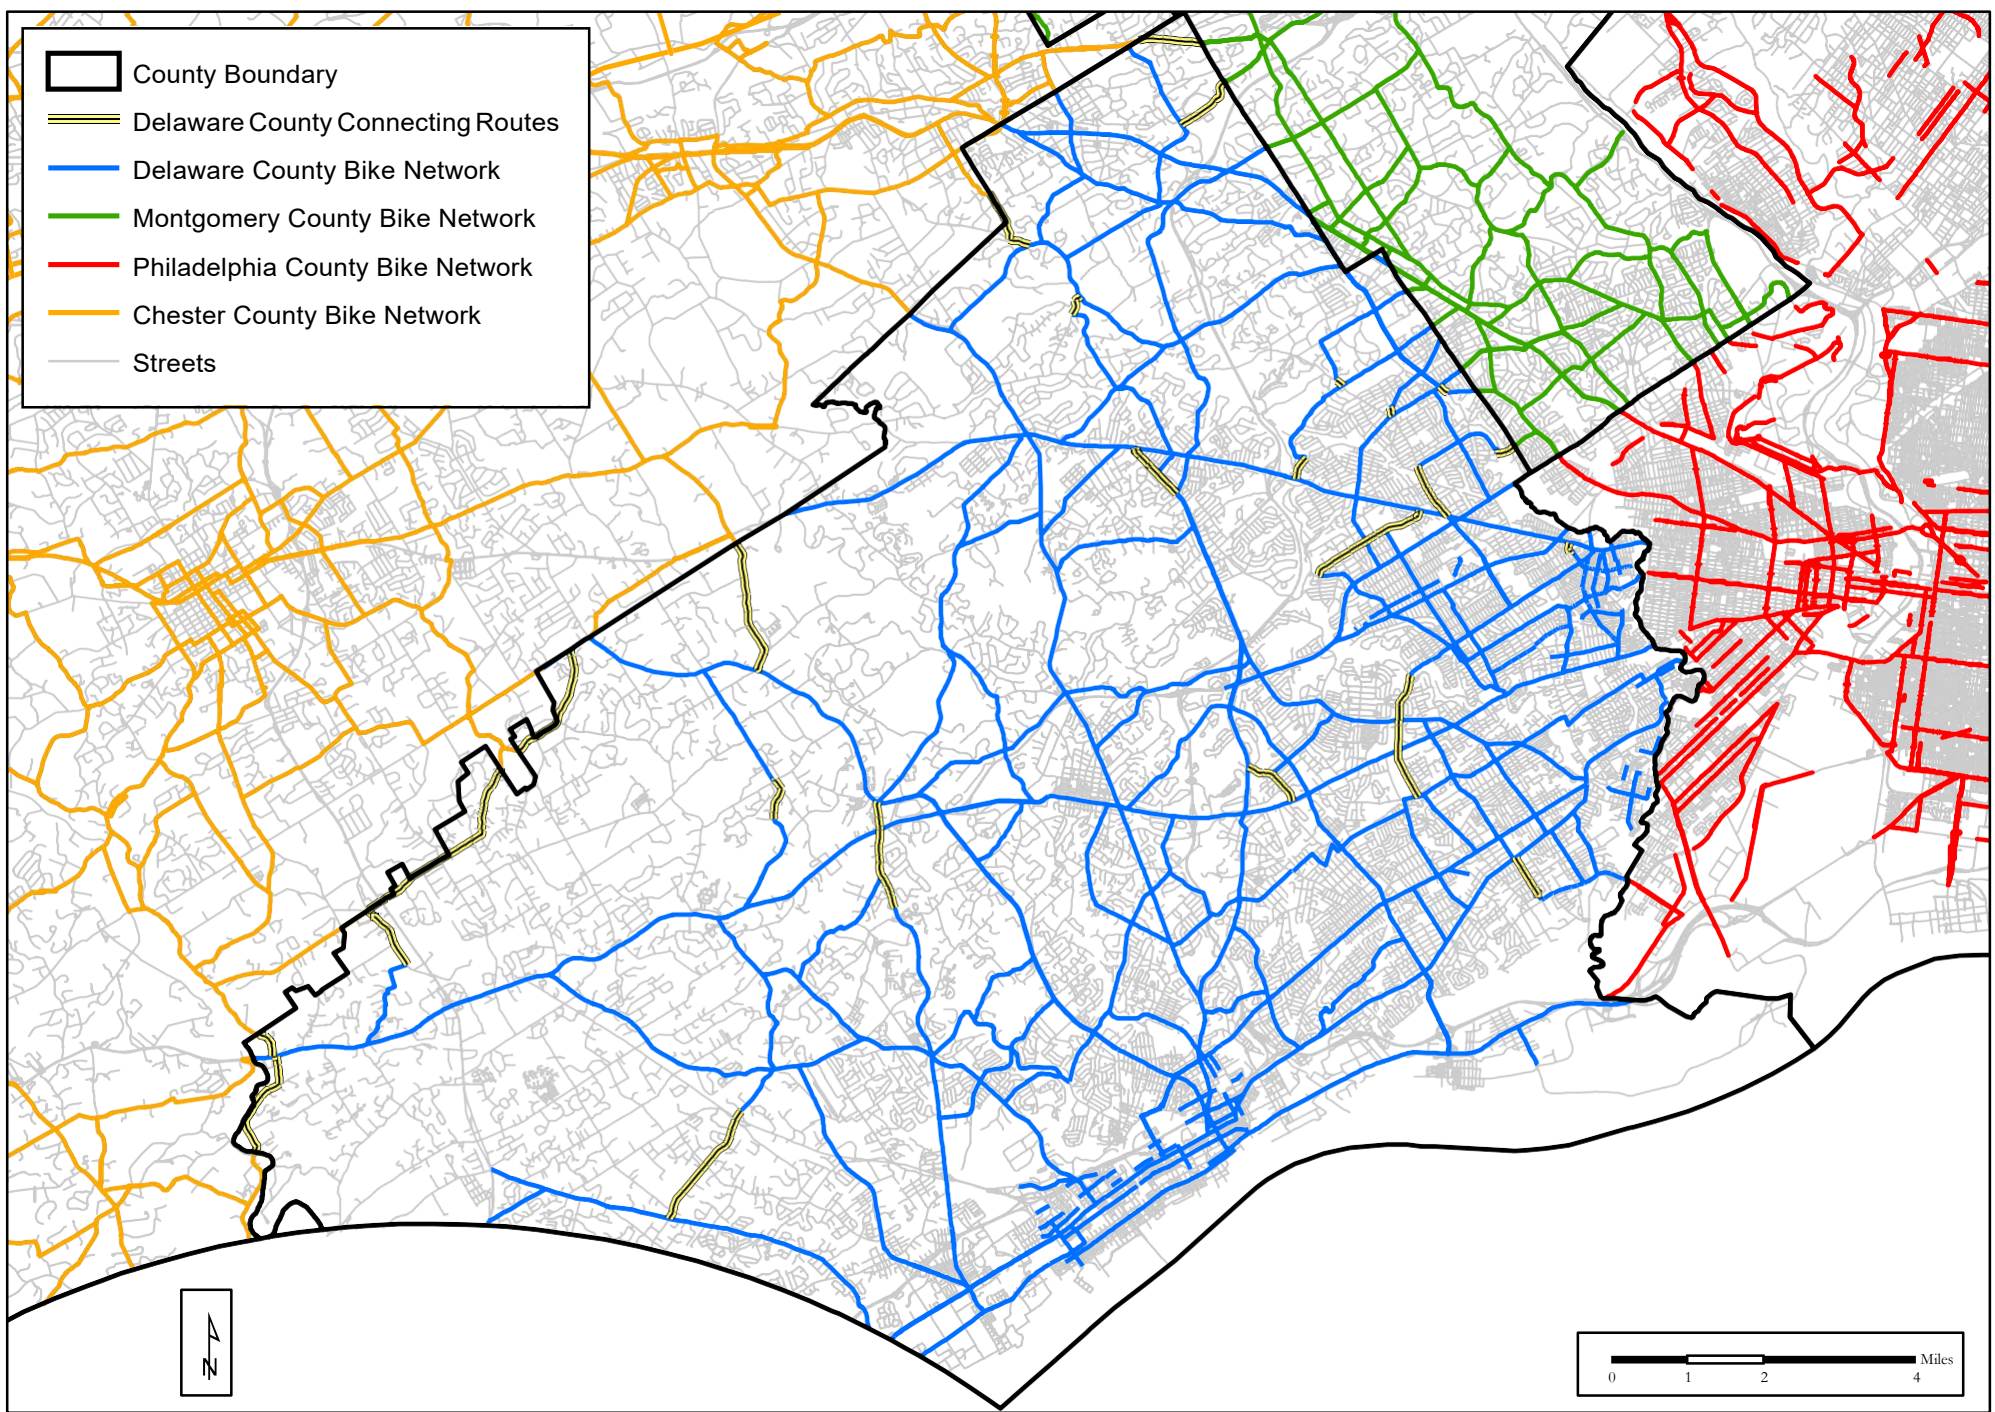 County Boundary
Delaware County Connecting Routes
Delaware County Bike Network
Montgomery County Bike Network
Philadelphia County Bike Network
Chester County Bike Network
Streets
N
Miles
0 1 2 4